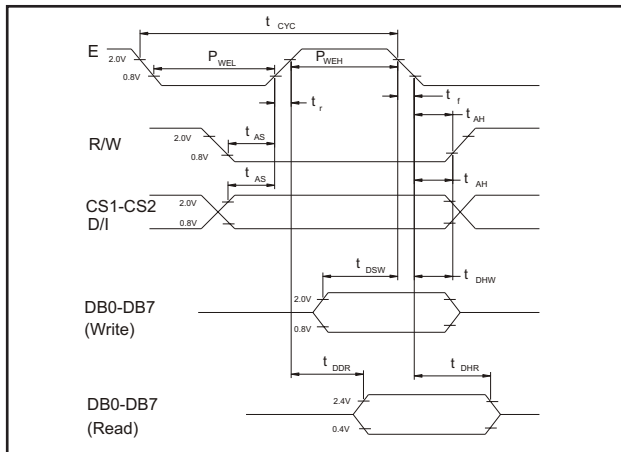 t CYC
E
2.0V
P WEL
P WEH
0.8V
t r
t f
t AS
t AH
R/W
2.0V
0.8V
t AS
t AH
CS1-CS2
2.0V
D/I
0.8V
t DSW
t DHW
DB0-DB7
2.0V
(Write)
0.8V
t DDR
t DHR
DB0-DB7
2.4V
(Read)
0.4V